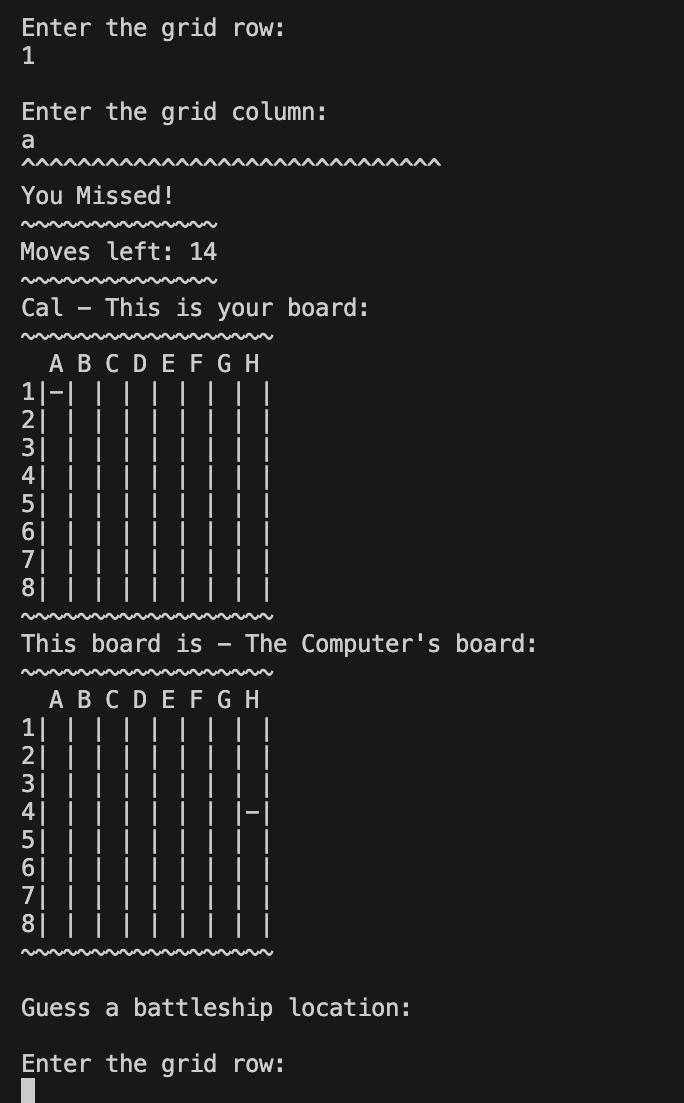 Enter the grid row:
1
Enter the grid column:
a
^^^^^^^^^^^^^^^^^^^^^^^^^^^^^^
You Missed!
~~~~~~~~~~~~~~
Moves left: 14
~~~~~~~~~~~~~~
Cal - This is your board:
~~~~~~~~~~~~~~~~~~
  A B C D E F G H
1|-| | | | | | | |
2| | | | | | | | |
3| | | | | | | | |
4| | | | | | | | |
5| | | | | | | | |
6| | | | | | | | |
7| | | | | | | | |
8| | | | | | | | |
~~~~~~~~~~~~~~~~~~
This board is - The Computer's board:
~~~~~~~~~~~~~~~~~~
  A B C D E F G H
1| | | | | | | | |
2| | | | | | | | |
3| | | | | | | | |
4| | | | | | | |-|
5| | | | | | | | |
6| | | | | | | | |
7| | | | | | | | |
8| | | | | | | | |
~~~~~~~~~~~~~~~~~~
Guess a battleship location:
Enter the grid row: